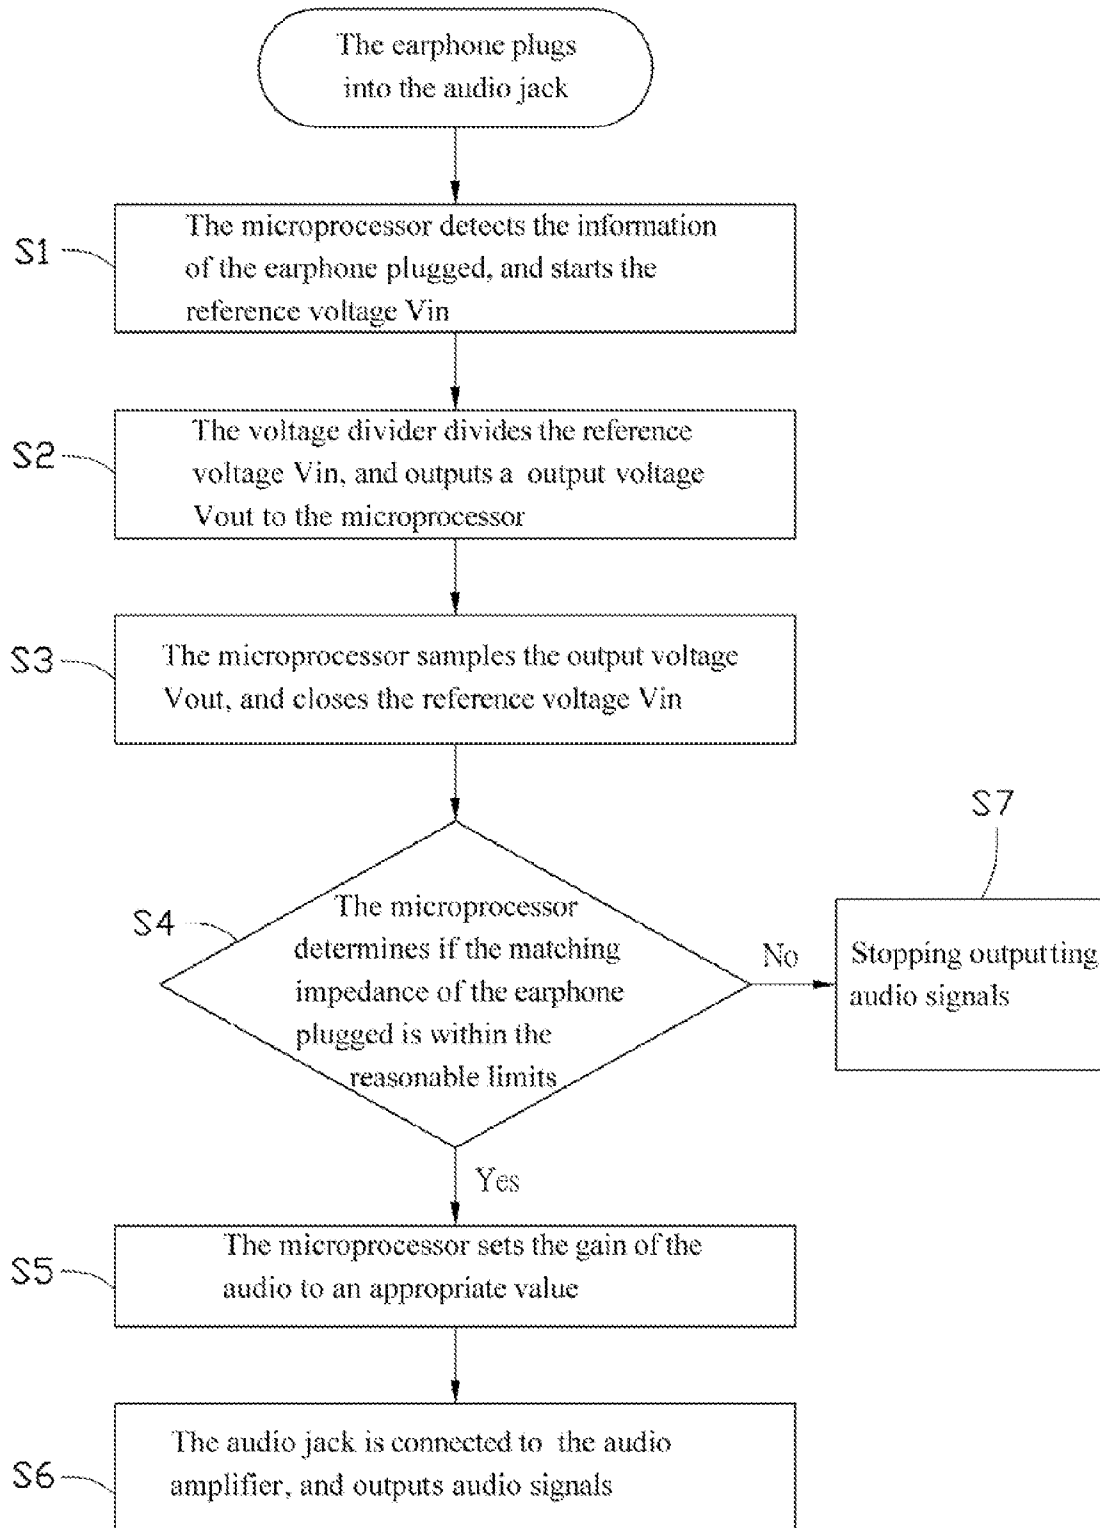 The earphone plugs
into the audio jack
S1
The microprocessor detects the information
of the earphone plugged, and starts the
reference voltage Vin
S2
The voltage divider divides the reference
voltage Vin, and outputs a output voltage
Vout to the microprocessor
S3
The microprocessor samples the output voltage
Vout, and closes the reference voltage Vin
S4
The microprocessor
determines if the matching
impedance of the earphone
plugged is within the
reasonable limits
No
S7
Stopping outputting
audio signals
Yes
S5
The microprocessor sets the gain of the
audio to an appropriate value
S6
The audio jack is connected to the audio
amplifier, and outputs audio signals